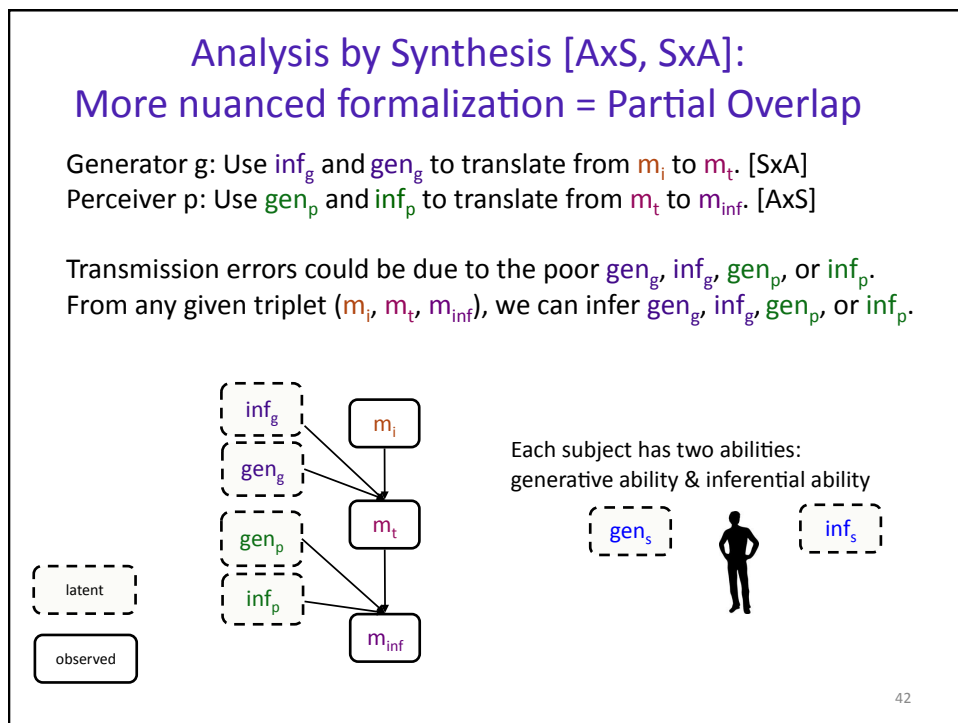 Analysis by Synthesis [AxS, SxA]:
More nuanced formalization = Partial Overlap
Generator g: Use inf_g and gen_g to translate from m_i to m_t. [SxA]
Perceiver p: Use gen_p and inf_p to translate from m_t to m_inf. [AxS]
Transmission errors could be due to the poor gen_g, inf_g, gen_p, or inf_p.
From any given triplet (m_i, m_t, m_inf), we can infer gen_g, inf_g, gen_p, or inf_p.
inf_g
m_i
gen_g
m_t
gen_p
inf_p
m_inf
Each subject has two abilities:
generative ability & inferential ability
gen_s
inf_s
latent
observed
42